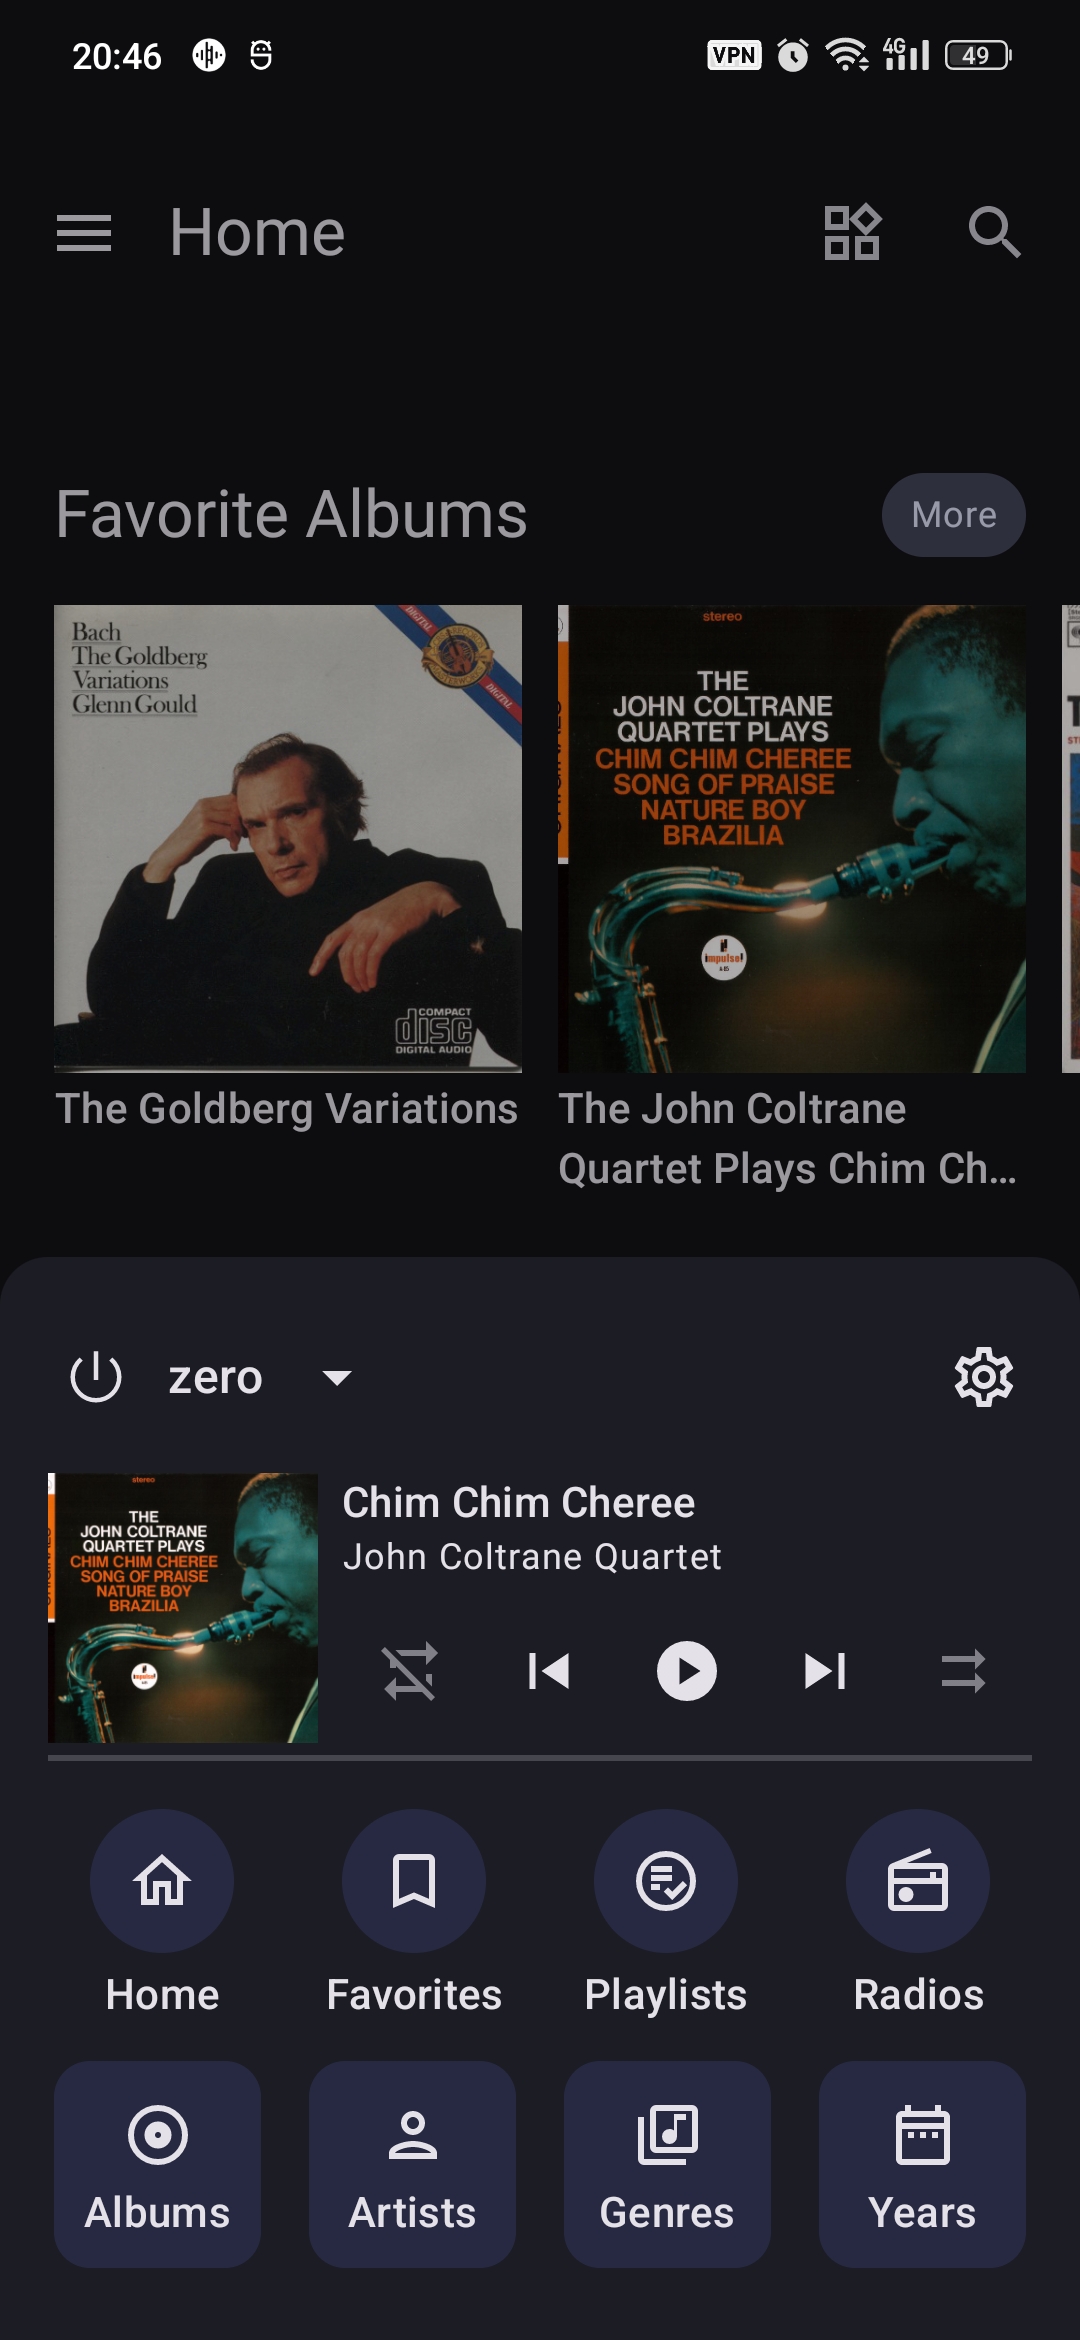 20:46
VPN
4G
49
Home
Favorite Albums
More
Bach
The Goldberg
Variations
Glenn Gould
DIGITAL
DIGITAL
COMPACT
disc
DIGITAL AUDIO
stereo
THE
JOHN COLTRANE
QUARTET PLAYS
CHIM CHIM CHEREE
SONG OF PRAISE
NATURE BOY
BRAZILIA
impulse!
A-85
The Goldberg Variations
The John Coltrane
Quartet Plays Chim Ch...
zero
stereo
THE
JOHN COLTRANE
QUARTET PLAYS
CHIM CHIM CHEREE
SONG OF PRAISE
NATURE BOY
BRAZILIA
impulse!
Chim Chim Cheree
John Coltrane Quartet
Home
Favorites
Playlists
Radios
Albums
Artists
Genres
Years